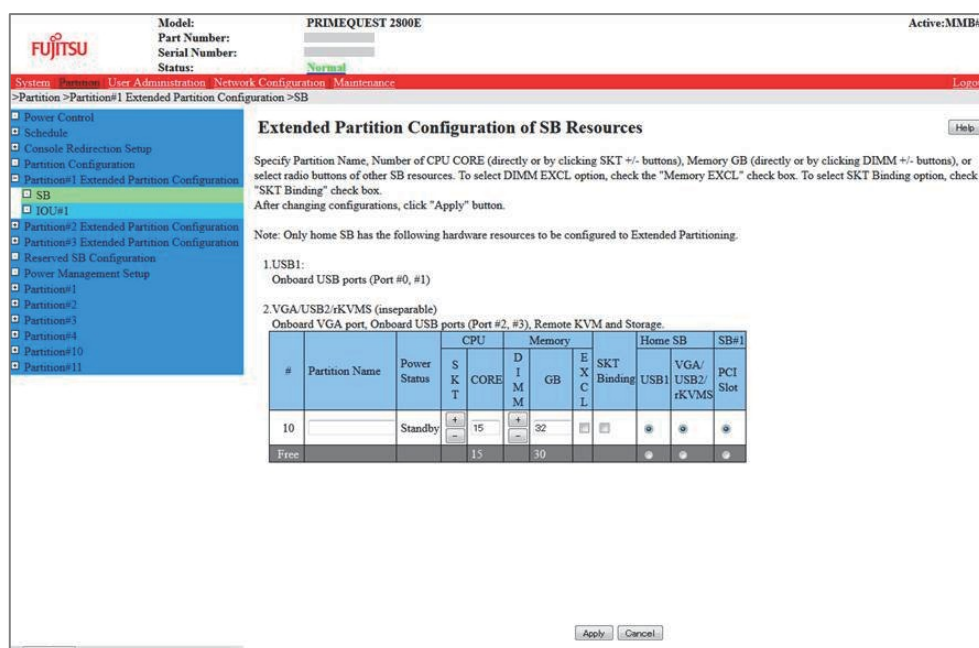 FUJITSU
Model: PRIMEQUEST 2800E
Part Number:
Serial Number:
Status: Normal
Active:MMB#
System Partition User Administration Network Configuration Maintenance
Logou
>Partition >Partition#1 Extended Partition Configuration >SB
Power Control
Schedule
Console Redirection Setup
Partition Configuration
Partition#1 Extended Partition Configuration
SB
IOU#1
Partition#2 Extended Partition Configuration
Partition#3 Extended Partition Configuration
Reserved SB Configuration
Power Management Setup
Partition#1
Partition#2
Partition#3
Partition#4
Partition#10
Partition#11
Extended Partition Configuration of SB Resources
Help
Specify Partition Name, Number of CPU CORE (directly or by clicking SKT +/- buttons), Memory GB (directly or by clicking DIMM +/- buttons), or
select radio buttons of other SB resources. To select DIMM EXCL option, check the "Memory EXCL" check box. To select SKT Binding option, check
"SKT Binding" check box.
After changing configurations, click "Apply" button.
Note: Only home SB has the following hardware resources to be configured to Extended Partitioning.
1.USB1:
Onboard USB ports (Port #0, #1)
2.VGA/USB2/rKVMS (inseparable)
Onboard VGA port, Onboard USB ports (Port #2, #3), Remote KVM and Storage.
# Partition Name Power Status CPU SKT CORE Memory DIMM GB EXCL SKT Binding Home SB USB1 VGA/USB2/rKVMS SB#1 PCI Slot
10 Standby + - 15 + - 32
Free 15 30
Apply Cancel